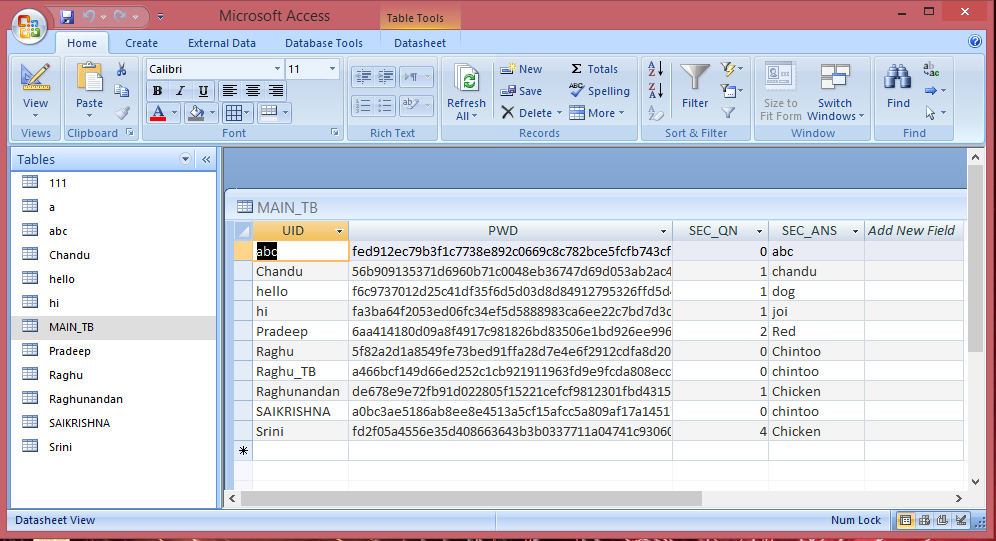 Microsoft Access
Table Tools
Home Create External Data Database Tools Datasheet
View
Views
Paste
Clipboard
Calibri 11
B I U
A
Font
Rich Text
Refresh All
New
Save
Delete
Totals
Spelling
More
Records
Filter
Sort & Filter
Size to Fit Form
Switch Windows
Window
Find
Find
Tables
111
a
abc
Chandu
hello
hi
MAIN_TB
Pradeep
Raghu
Raghunandan
SAIKRISHNA
Srini
MAIN_TB
UID PWD SEC_QN SEC_ANS Add New Field
abc fed912ec79b3f1c7738e892c0669c8c782bce5fcfb743cf 0 abc
Chandu 56b909135371d6960b71c0048eb36747d69d053ab2ac4 1 chandu
hello f6c9737012d25c41df35f6d5d03d8d84912795326ffd5d 1 dog
hi fa3ba64f2053ed06fc34ef5d5888983ca6ee22c7bd7d3c 1 joi
Pradeep 6aa414180d09a8f4917c981826bd83506e1bd926ee996 2 Red
Raghu 5f82a2d1a8549fe73bed91ffa28d7e4e6f2912cdfa8d20 0 Chintoo
Raghu_TB a466bcf149d66ed252c1cb921911963fd9e9fcda808ecc 0 chintoo
Raghunandan de678e9e72fb91d022805f15221cefcf9812301fbd4315 1 Chicken
SAIKRISHNA a0bc3ae5186ab8ee8e4513a5cf15afcc5a809af17a1451 0 chintoo
Srini fd2f05a4556e35d408663643b3b0337711a04741c9306 4 Chicken
Datasheet View Num Lock